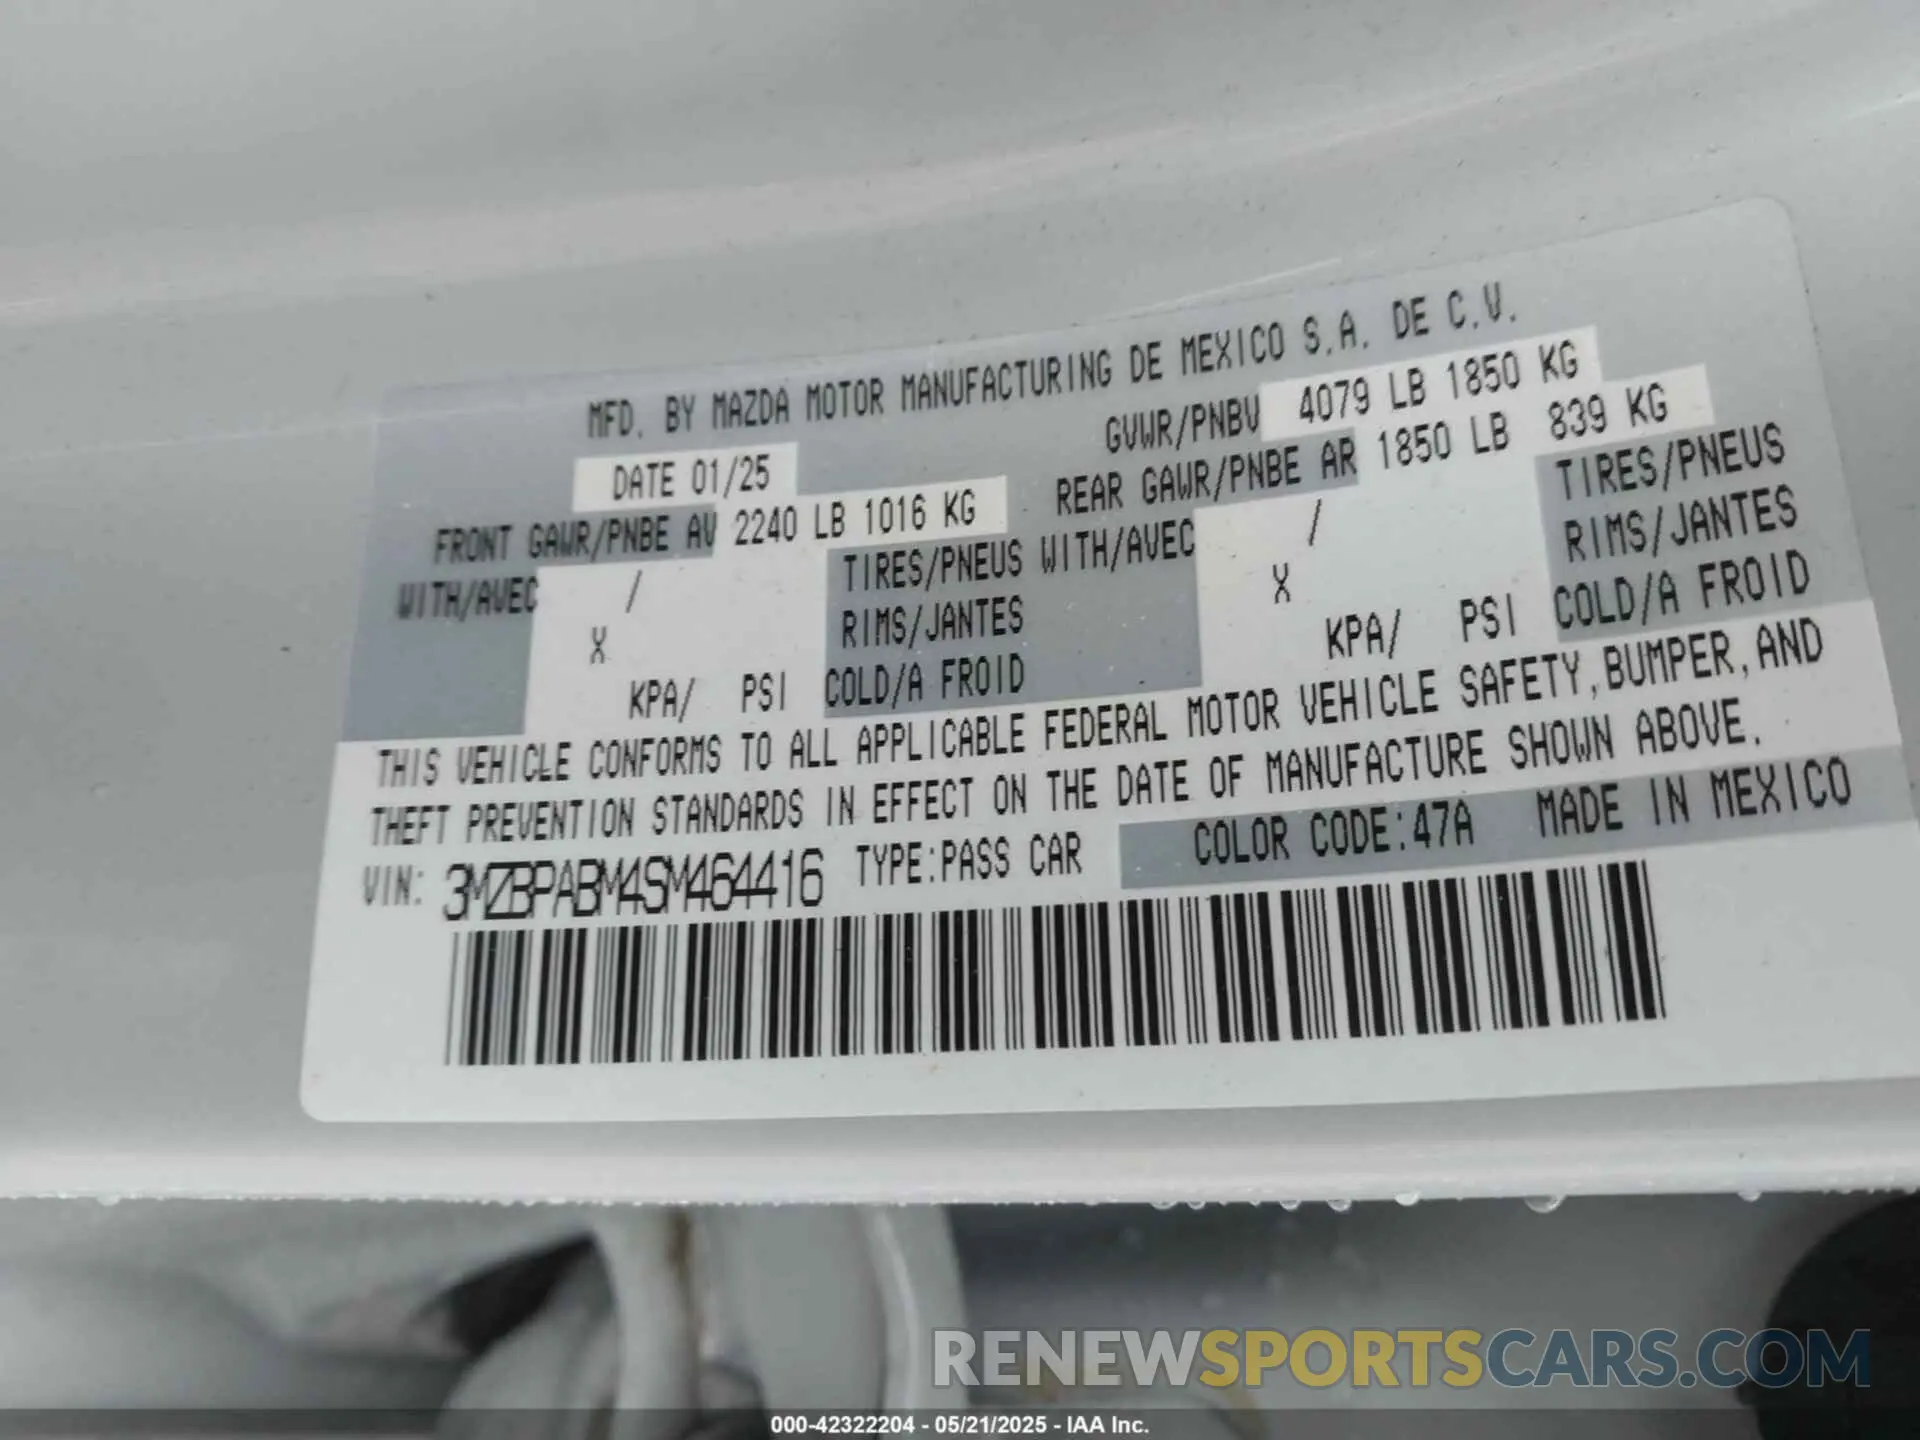 MFD. BY MAZDA MOTOR MANUFACTURING DE MEXICO S.A. DE C.V.
DATE 01/25 GVWR/PNBV 4079 LB 1850 KG
FRONT GAWR/PNBE AV 2240 LB 1016 KG REAR GAWR/PNBE AR 1850 LB 839 KG
WITH/AVEC / TIRES/PNEUS WITH/AVEC / TIRES/PNEUS
X RIMS/JANTES X RIMS/JANTES
KPA/ PSI COLD/A FROID KPA/ PSI COLD/A FROID
THIS VEHICLE CONFORMS TO ALL APPLICABLE FEDERAL MOTOR VEHICLE SAFETY,BUMPER,AND
THEFT PREVENTION STANDARDS IN EFFECT ON THE DATE OF MANUFACTURE SHOWN ABOVE.
VIN: 3MZBPABM4SM464416 TYPE:PASS CAR COLOR CODE:47A MADE IN MEXICO
RENEWSPORTSCARS.COM
000-42322204 - 05/21/2025 - IAA Inc.